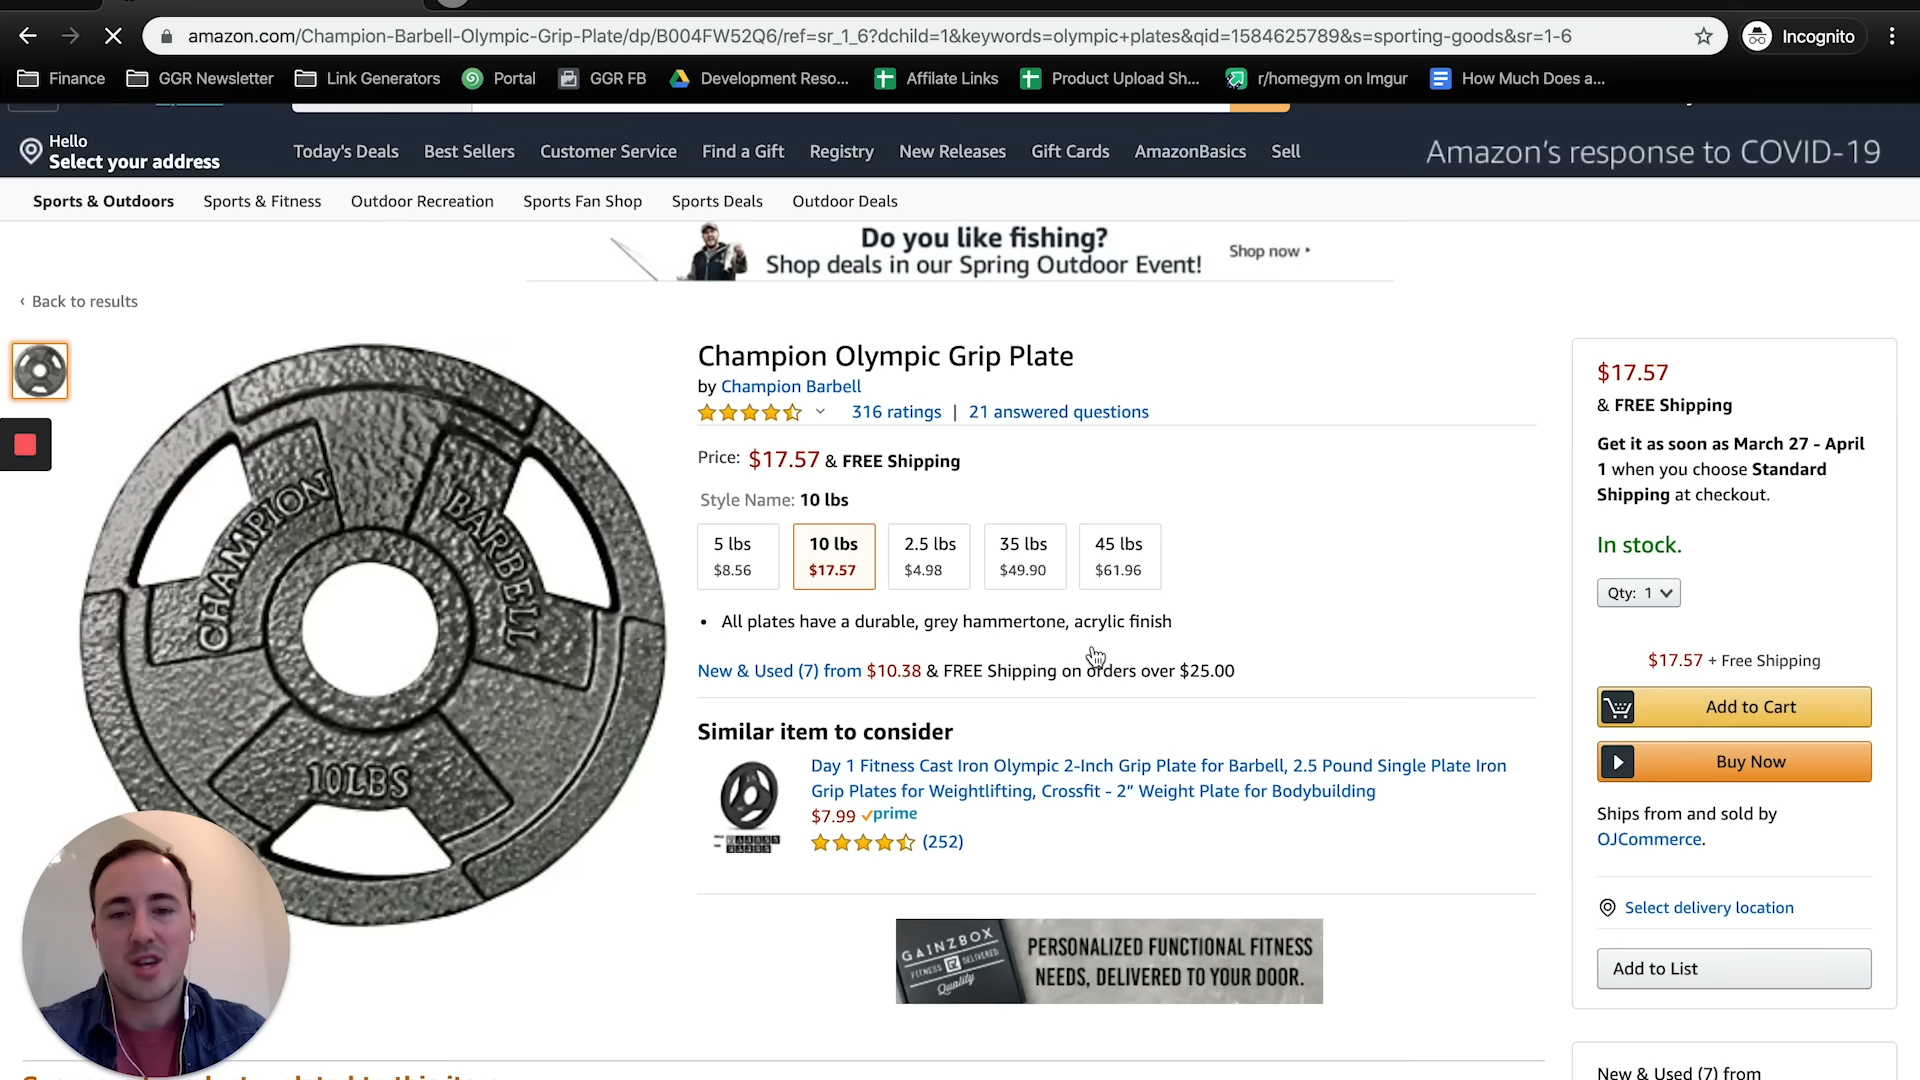 amazon.com/Champion-Barbell-Olympic-Grip-Plate/dp/B004FW52Q6/ref=sr_1_6?dchild=1&keywords=olympic+plates&qid=1584625789&s=sporting-goods&sr=1-6
Incognito
Finance
GGR Newsletter
Link Generators
Portal
GGR FB
Development Reso...
Affilate Links
Product Upload Sh...
r/homegym on Imgur
How Much Does a...
Hello
Select your address
Today's Deals
Best Sellers
Customer Service
Find a Gift
Registry
New Releases
Gift Cards
AmazonBasics
Sell
Amazon's response to COVID-19
Sports & Outdoors
Sports & Fitness
Outdoor Recreation
Sports Fan Shop
Sports Deals
Outdoor Deals
Do you like fishing?
Shop deals in our Spring Outdoor Event!
Shop now
‹ Back to results
CHAMPION
BARBELL
10LBS
Champion Olympic Grip Plate
by Champion Barbell
316 ratings | 21 answered questions
Price: $17.57 & FREE Shipping
Style Name: 10 lbs
5 lbs
$8.56
10 lbs
$17.57
2.5 lbs
$4.98
35 lbs
$49.90
45 lbs
$61.96
• All plates have a durable, grey hammertone, acrylic finish
New & Used (7) from $10.38 & FREE Shipping on orders over $25.00
Similar item to consider
Day 1 Fitness Cast Iron Olympic 2-Inch Grip Plate for Barbell, 2.5 Pound Single Plate Iron
Grip Plates for Weightlifting, Crossfit - 2" Weight Plate for Bodybuilding
$7.99 prime
(252)
GAINZBOX
FITNESS DELIVERED
Quality
PERSONALIZED FUNCTIONAL FITNESS
NEEDS, DELIVERED TO YOUR DOOR.
$17.57
& FREE Shipping
Get it as soon as March 27 - April
1 when you choose Standard
Shipping at checkout.
In stock.
Qty: 1
$17.57 + Free Shipping
Add to Cart
Buy Now
Ships from and sold by
OJCommerce.
Select delivery location
Add to List
New & Used (7) from